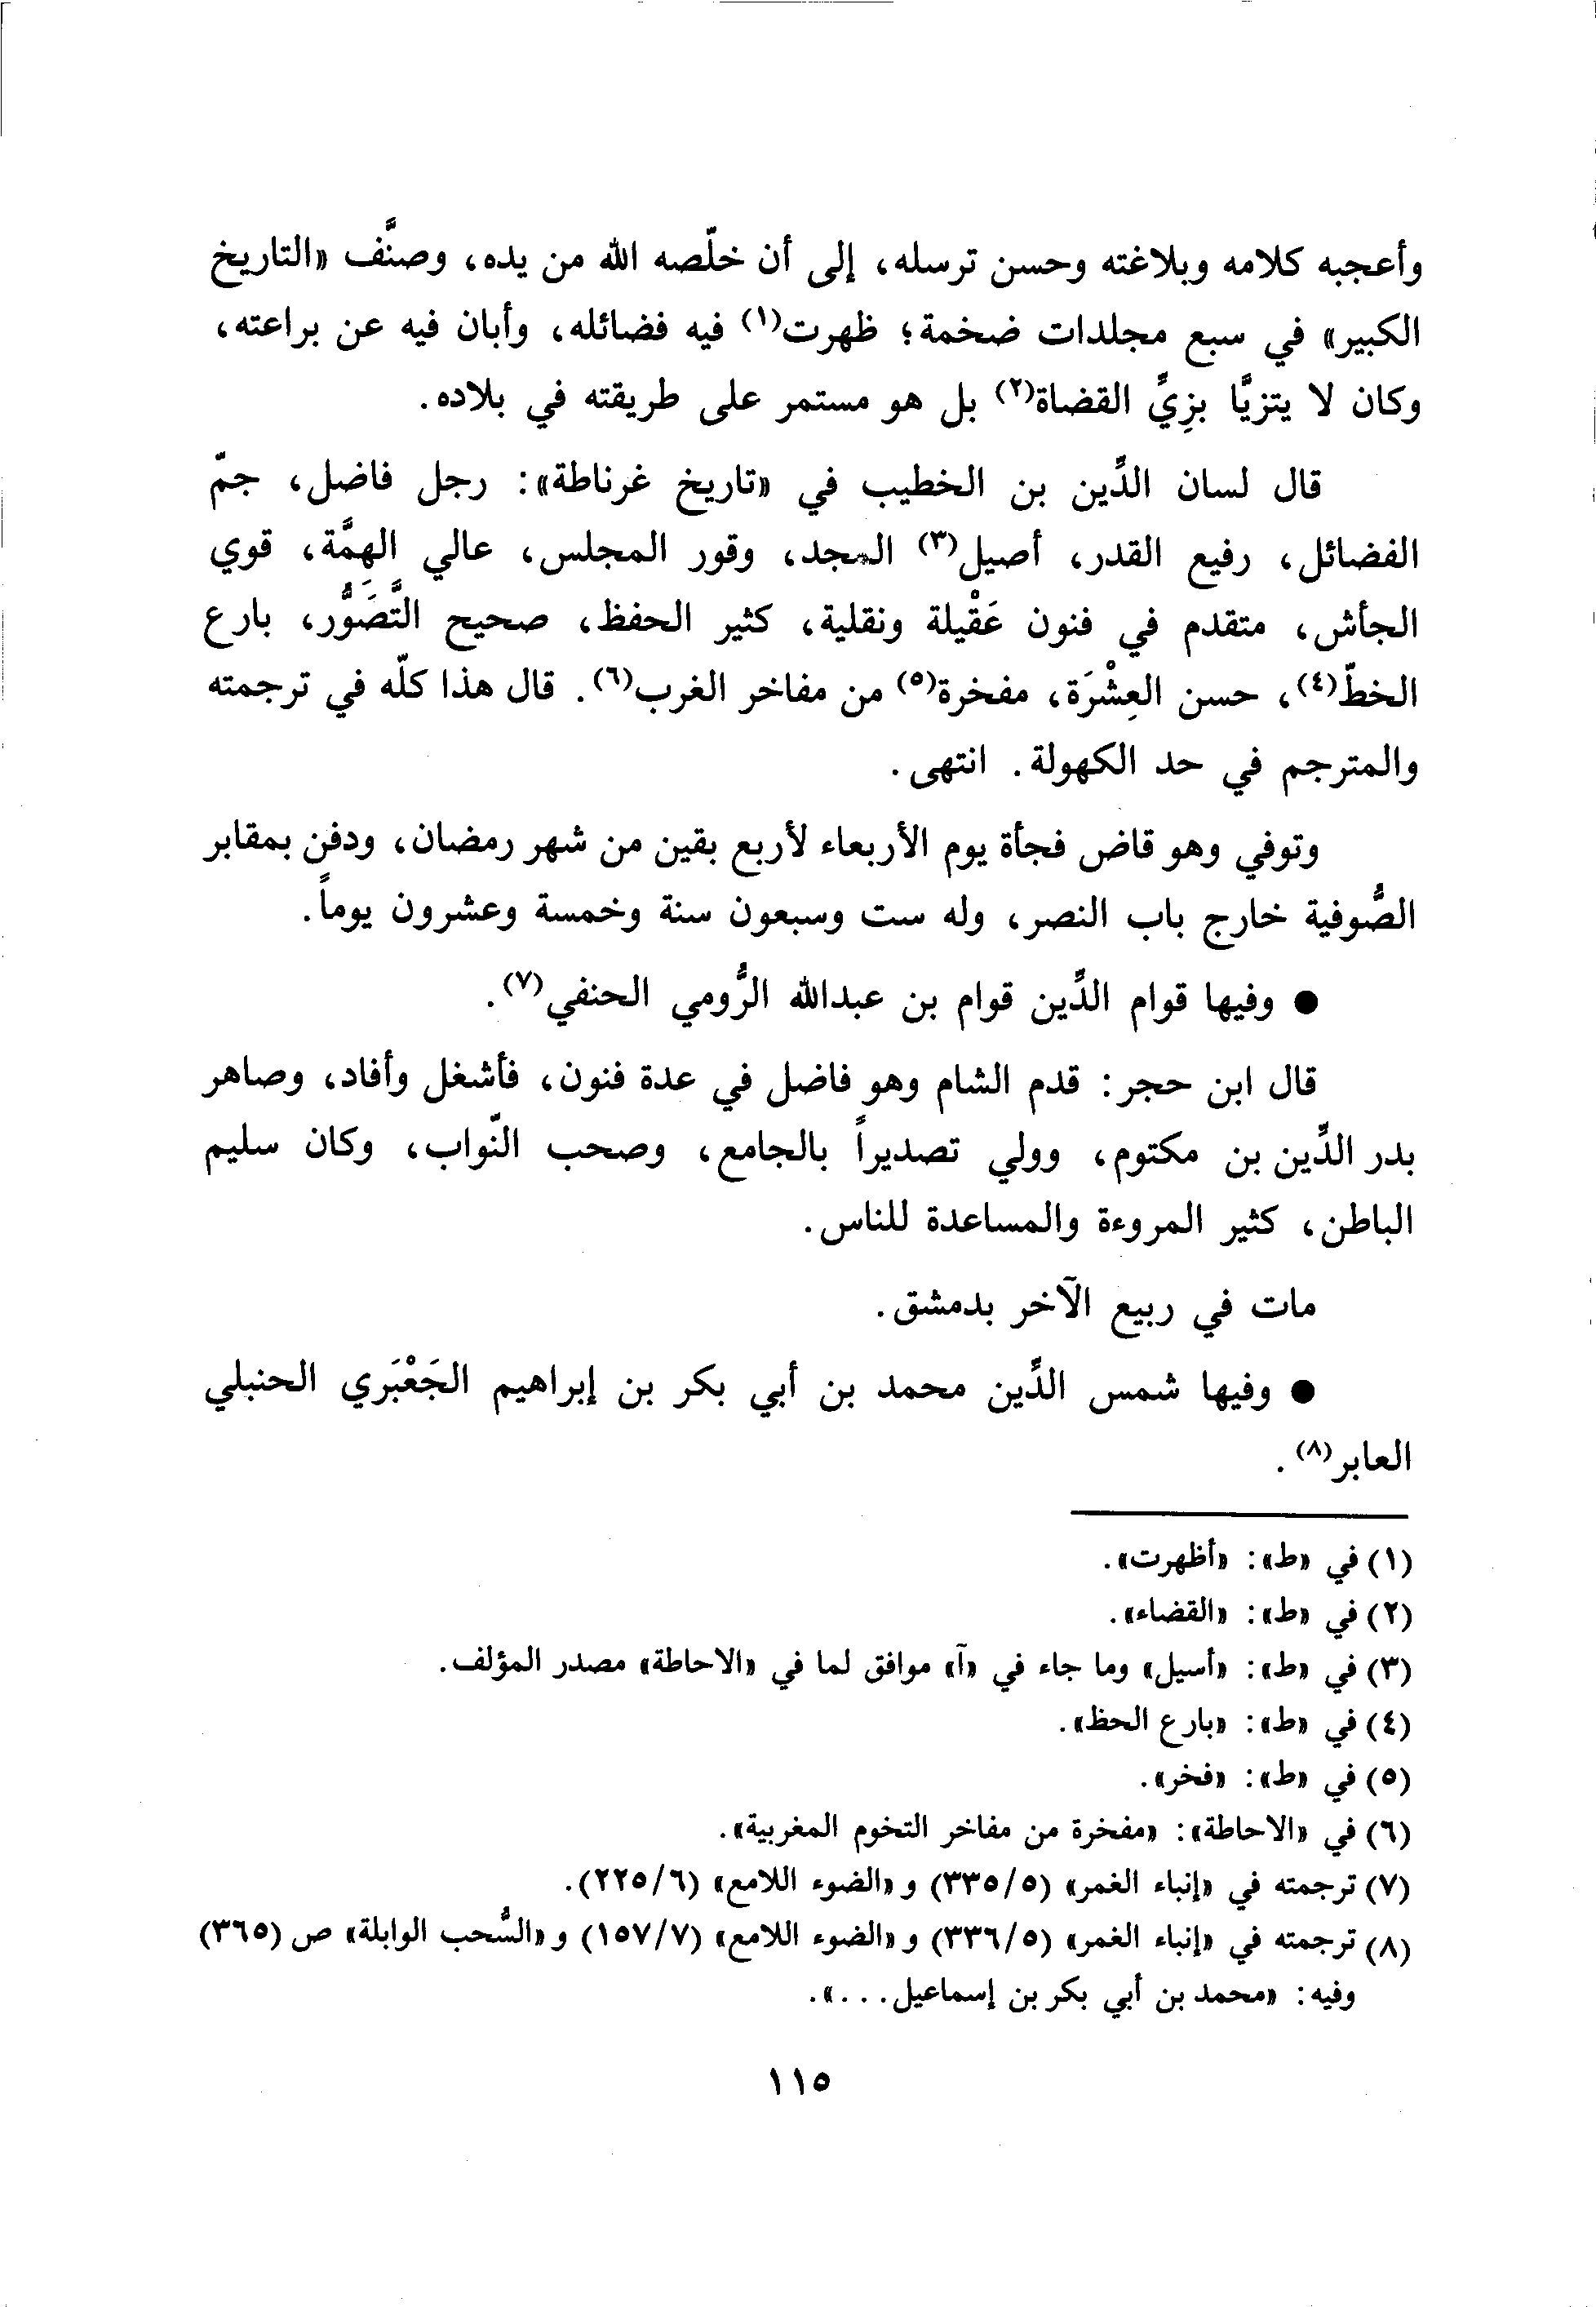 وأعجبه كلامه وبلاغته وحسن ترسله، إلى أن خلّصه الله من يده، وصنَّف «التاريخ
الكبير» في سبع مجلدات ضخمة؛ ظهرت(١) فيه فضائله، وأبان فيه عن براعته،
وكان لا يتزيَّا بزِيِّ القضاة(٢) بل هو مستمر على طريقته في بلاده.
قال لسان الدِّين بن الخطيب في «تاريخ غرناطة»: رجل فاضل، جمّ
الفضائل، رفيع القدر، أصيل(٣) المجد، وقور المجلس، عالي الهمَّة، قوي
الجأش، متقدم في فنون عَقْيلة ونقلية، كثير الحفظ، صحيح التَّصَوُّر، بارع
الخطّ(٤)، حسن العِشْرَة، مفخرة(٥) من مفاخر الغرب(٦). قال هذا كلّه في ترجمته
والمترجم في حد الكهولة. انتهى.
وتوفي وهو قاض فجأة يوم الأربعاء لأربع بقين من شهر رمضان، ودفن بمقابر
الصُّوفية خارج باب النصر، وله ست وسبعون سنة وخمسة وعشرون يوماً.
● وفيها قوام الدِّين قوام بن عبدالله الرُّومي الحنفي(٧).
قال ابن حجر: قدم الشام وهو فاضل في عدة فنون، فأشغل وأفاد، وصاهر
بدر الدِّين بن مكتوم، وولي تصديراً بالجامع، وصحب النّواب، وكان سليم
الباطن، كثير المروءة والمساعدة للناس.
مات في ربيع الآخر بدمشق.
● وفيها شمس الدِّين محمد بن أبي بكر بن إبراهيم الجَعْبَري الحنبلي
العابر(٨).
(١) في «ط»: «أظهرت».
(٢) في «ط»: «القضاء».
(٣) في «ط»: «أسيل» وما جاء في «آ» موافق لما في «الاحاطة» مصدر المؤلف.
(٤) في «ط»: «بارع الحظ».
(٥) في «ط»: «فخر».
(٦) في «الاحاطة»: «مفخرة من مفاخر التخوم المغربية».
(٧) ترجمته في «إنباء الغمر» (٣٣٥/٥) و «الضوء اللامع» (٢٢٥/٦).
(٨) ترجمته في «إنباء الغمر» (٣٣٦/٥) و «الضوء اللامع» (١٥٧/٧) و «السُّحب الوابلة» ص (٣٦٥)
وفيه: «محمد بن أبي بكر بن إسماعيل...».
١١٥